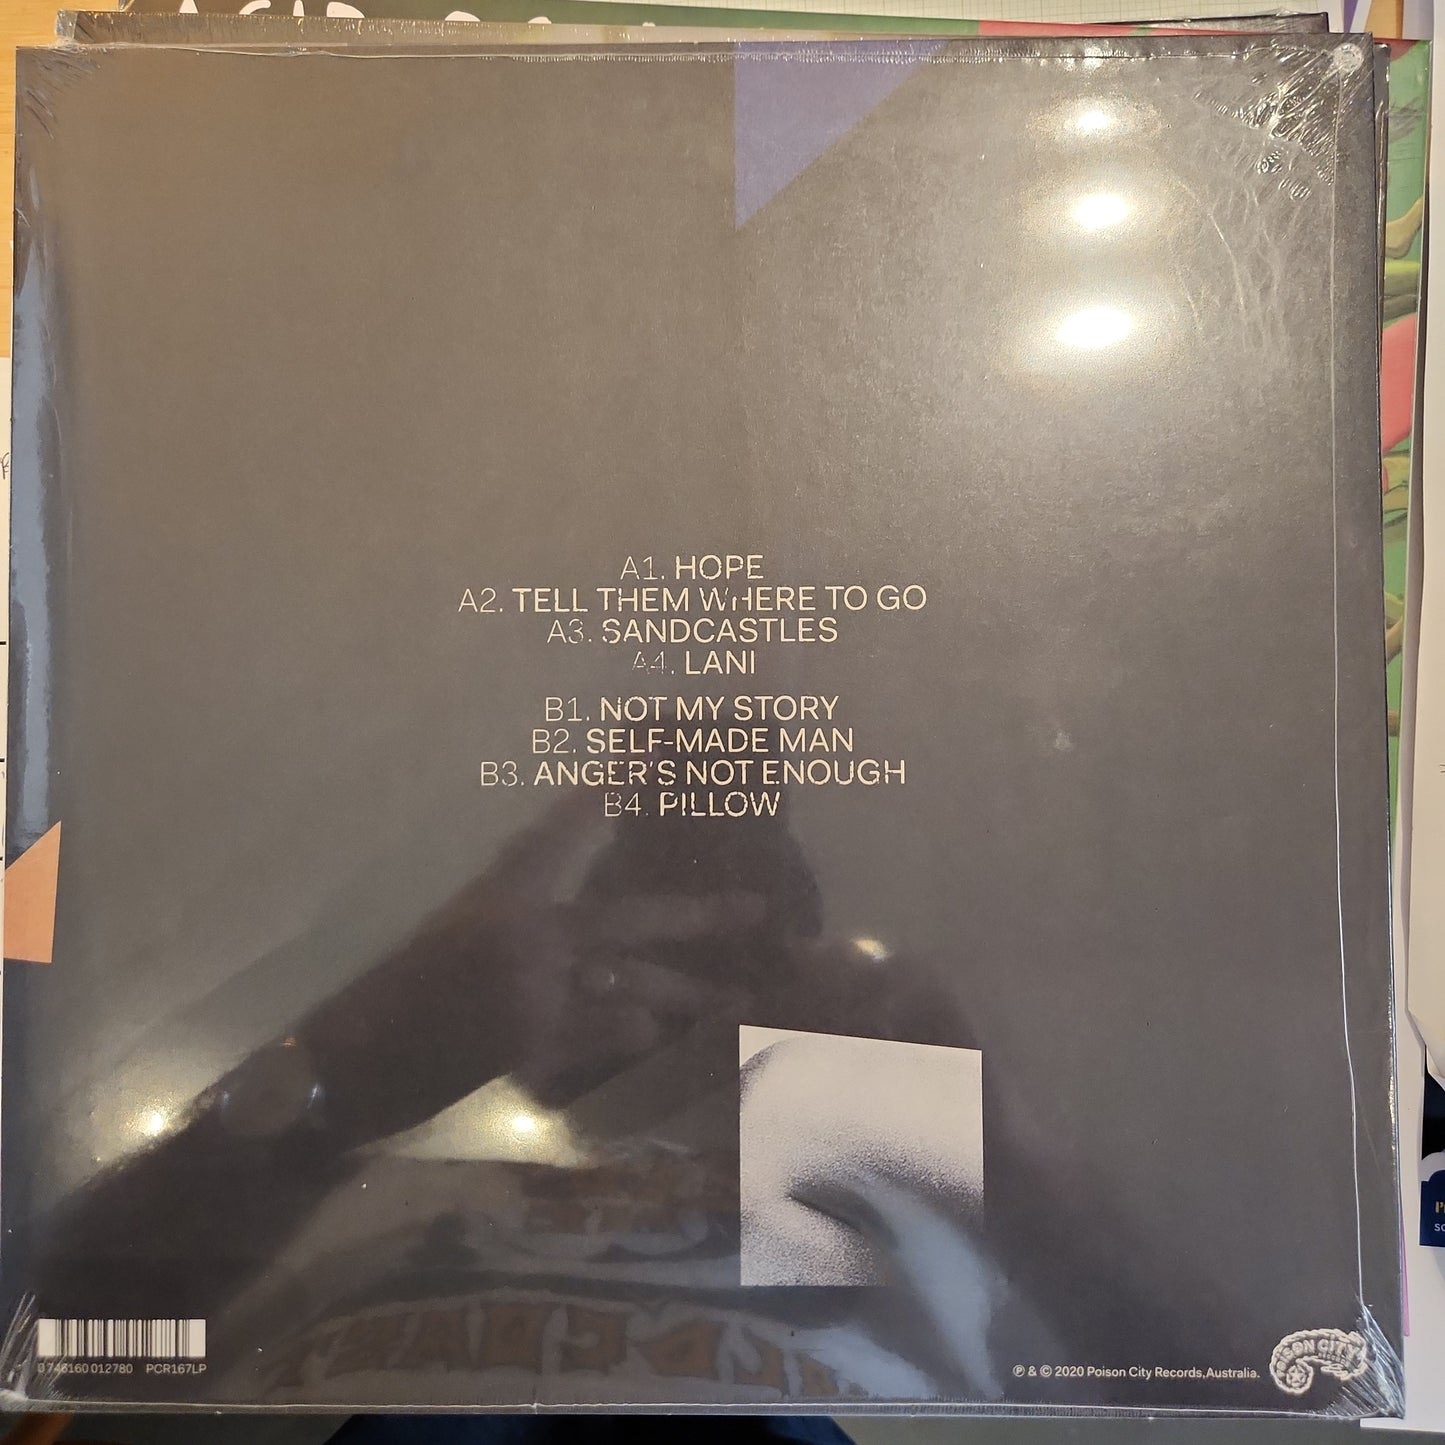 ACID
A1. HOPE
A2. TELL THEM WHERE TO GO
A3. SANDCASTLES
A4. LANI
B1. NOT MY STORY
B2. SELF-MADE MAN
B3. ANGER'S NOT ENOUGH
B4. PILLOW
0 746160 012780 PCR167LP
℗ & © 2020 Poison City Records, Australia.
POISON CITY